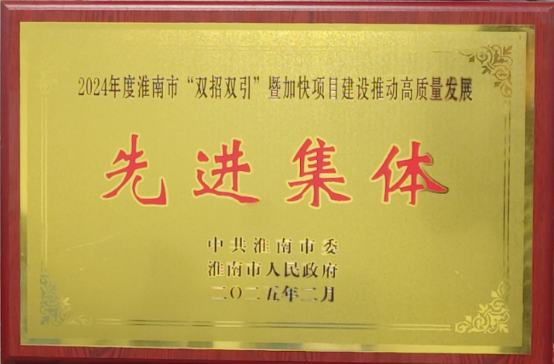 2024年度淮南市“双招双引”暨加快项目建设推动高质量发展
先进集体
中共淮南市委
淮南市人民政府
二〇二五年二月